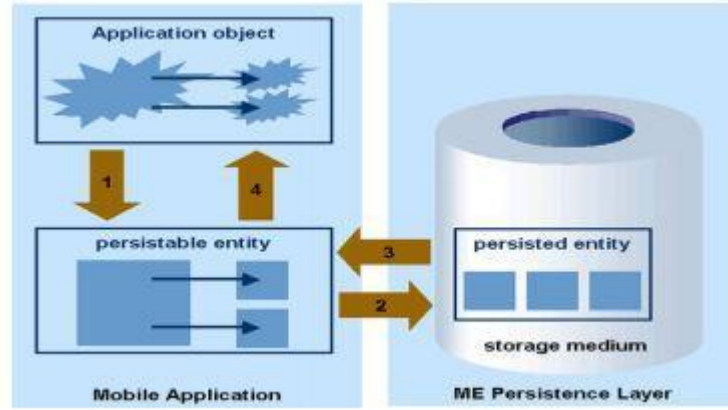 Application object
1
4
persistable entity
3
2
persisted entity
storage medium
Mobile Application
ME Persistence Layer